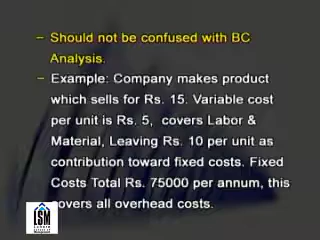 – Should not be confused with BC
Analysis.
– Example: Company makes product
which sells for Rs. 15. Variable cost
per unit is Rs. 5, covers Labor &
Material, Leaving Rs. 10 per unit as
contribution toward fixed costs. Fixed
Costs Total Rs. 75000 per annum, this
covers all overhead costs.
LSM